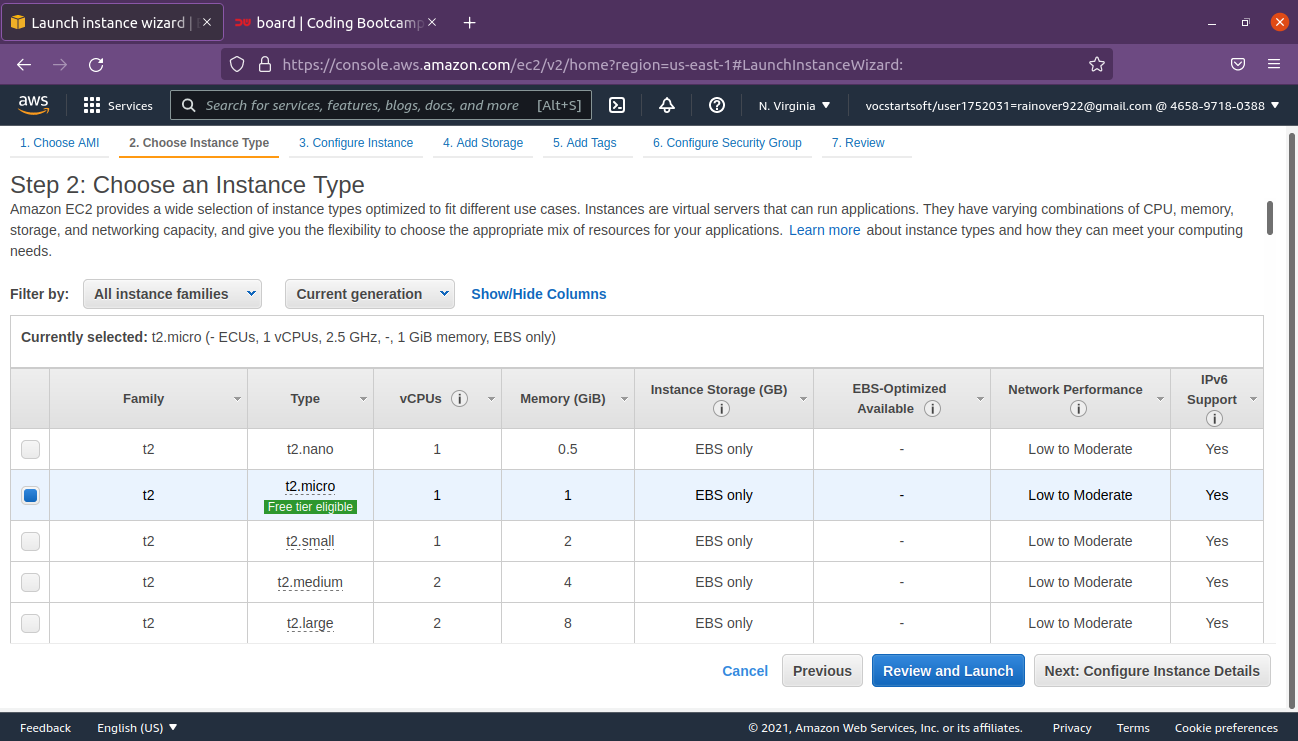 Launch instance wizard |
board | Coding Bootcamp
https://console.aws.amazon.com/ec2/v2/home?region=us-east-1#LaunchInstanceWizard:
aws
Services
Search for services, features, blogs, docs, and more [Alt+S]
N. Virginia
vocstartsoft/user1752031=rainover922@gmail.com @ 4658-9718-0388
1. Choose AMI 2. Choose Instance Type 3. Configure Instance 4. Add Storage 5. Add Tags 6. Configure Security Group 7. Review
Step 2: Choose an Instance Type
Amazon EC2 provides a wide selection of instance types optimized to fit different use cases. Instances are virtual servers that can run applications. They have varying combinations of CPU, memory,
storage, and networking capacity, and give you the flexibility to choose the appropriate mix of resources for your applications. Learn more about instance types and how they can meet your computing
needs.
Filter by: All instance families Current generation Show/Hide Columns
Currently selected: t2.micro (- ECUs, 1 vCPUs, 2.5 GHz, -, 1 GiB memory, EBS only)
Family Type vCPUs Memory (GiB) Instance Storage (GB) EBS-Optimized Available Network Performance IPv6 Support
t2 t2.nano 1 0.5 EBS only - Low to Moderate Yes
t2 t2.micro 1 1 EBS only - Low to Moderate Yes
Free tier eligible
t2 t2.small 1 2 EBS only - Low to Moderate Yes
t2 t2.medium 2 4 EBS only - Low to Moderate Yes
t2 t2.large 2 8 EBS only - Low to Moderate Yes
Cancel Previous Review and Launch Next: Configure Instance Details
Feedback English (US) © 2021, Amazon Web Services, Inc. or its affiliates. Privacy Terms Cookie preferences